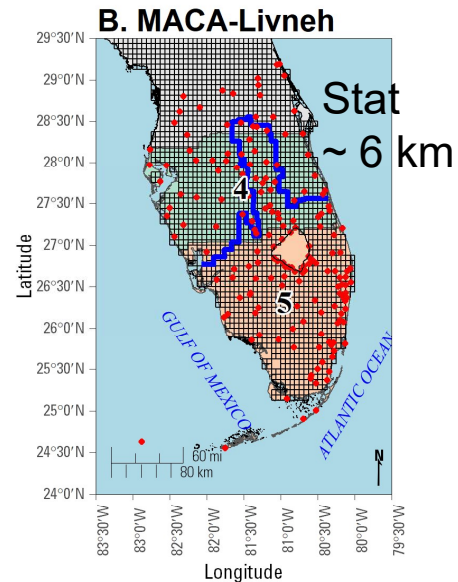 B. MACA-Livneh
29°30'N
29°0'N
28°30'N
28°0'N
27°30'N
27°0'N
26°30'N
26°0'N
25°30'N
25°0'N
24°30'N
24°0'N
Latitude
Stat
~ 6 km
4
5
GULF OF MEXICO
ATLANTIC OCEAN
60 mi
80 km
N
83°30'W
83°0'W
82°30'W
82°0'W
81°30'W
81°0'W
80°30'W
80°0'W
79°30'W
Longitude